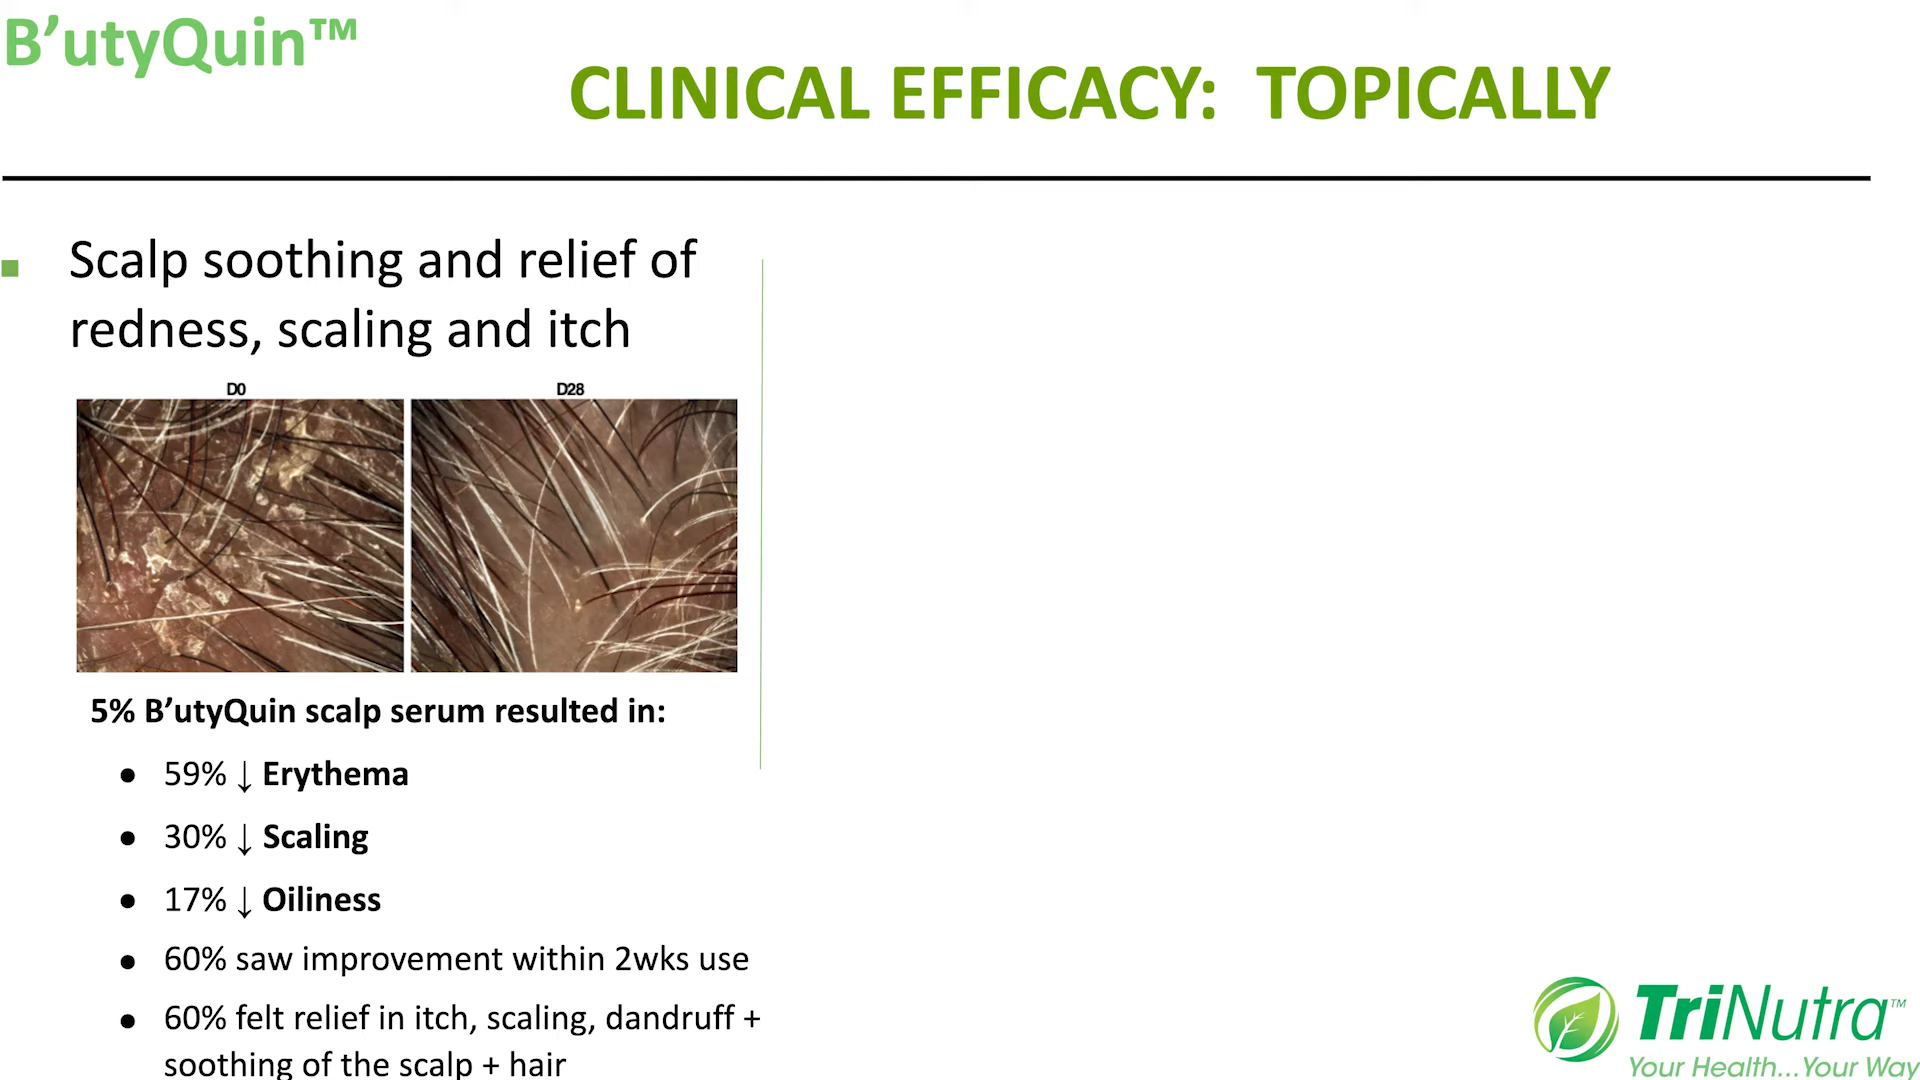 B’utyQuin™
CLINICAL EFFICACY: TOPICALLY
Scalp soothing and relief of
redness, scaling and itch
D0
D28
5% B’utyQuin scalp serum resulted in:
● 59% ↓ Erythema
● 30% ↓ Scaling
● 17% ↓ Oiliness
● 60% saw improvement within 2wks use
● 60% felt relief in itch, scaling, dandruff +
soothing of the scalp + hair
TriNutra™
Your Health...Your Way